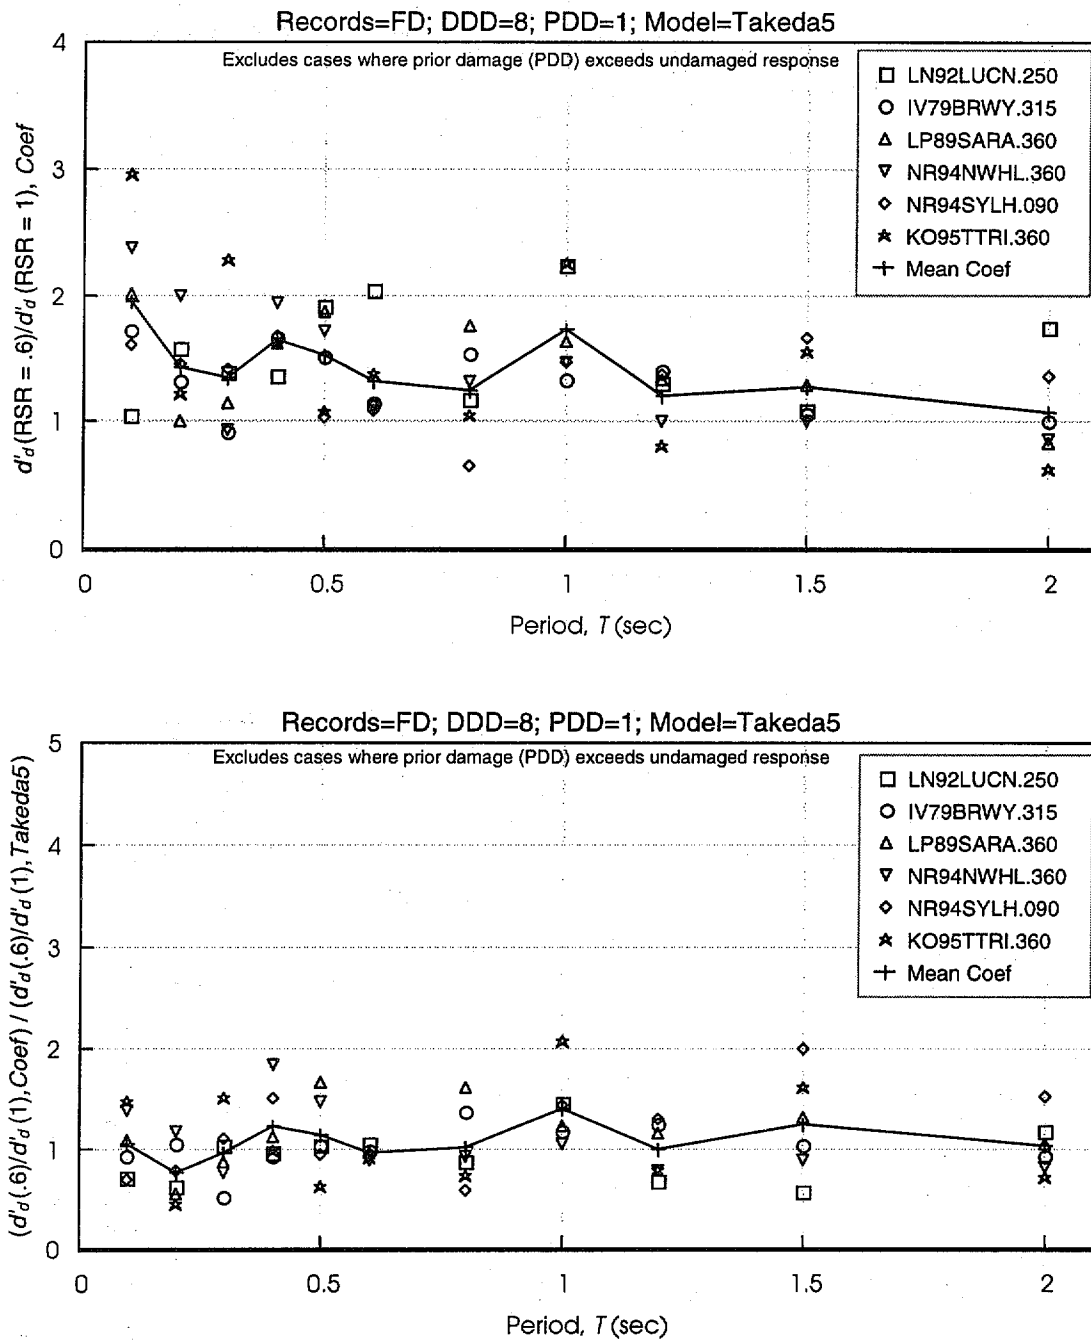 Records=FD; DDD=8; PDD=1; Model=Takeda5
Excludes cases where prior damage (PDD) exceeds undamaged response
LN92LUCN.250
IV79BRWY.315
LP89SARA.360
NR94NWHL.360
NR94SYLH.090
KO95TTRI.360
Mean Coef
d'd (RSR = .6)/d'd (RSR = 1), Coef
4
3
2
1
0
0 0.5 1 1.5 2
Period, T (sec)
Records=FD; DDD=8; PDD=1; Model=Takeda5
Excludes cases where prior damage (PDD) exceeds undamaged response
LN92LUCN.250
IV79BRWY.315
LP89SARA.360
NR94NWHL.360
NR94SYLH.090
KO95TTRI.360
Mean Coef
(d'd (.6)/d'd (1), Coef) / (d'd (.6)/d'd (1), Takeda5)
5
4
3
2
1
0
0 0.5 1 1.5 2
Period, T (sec)